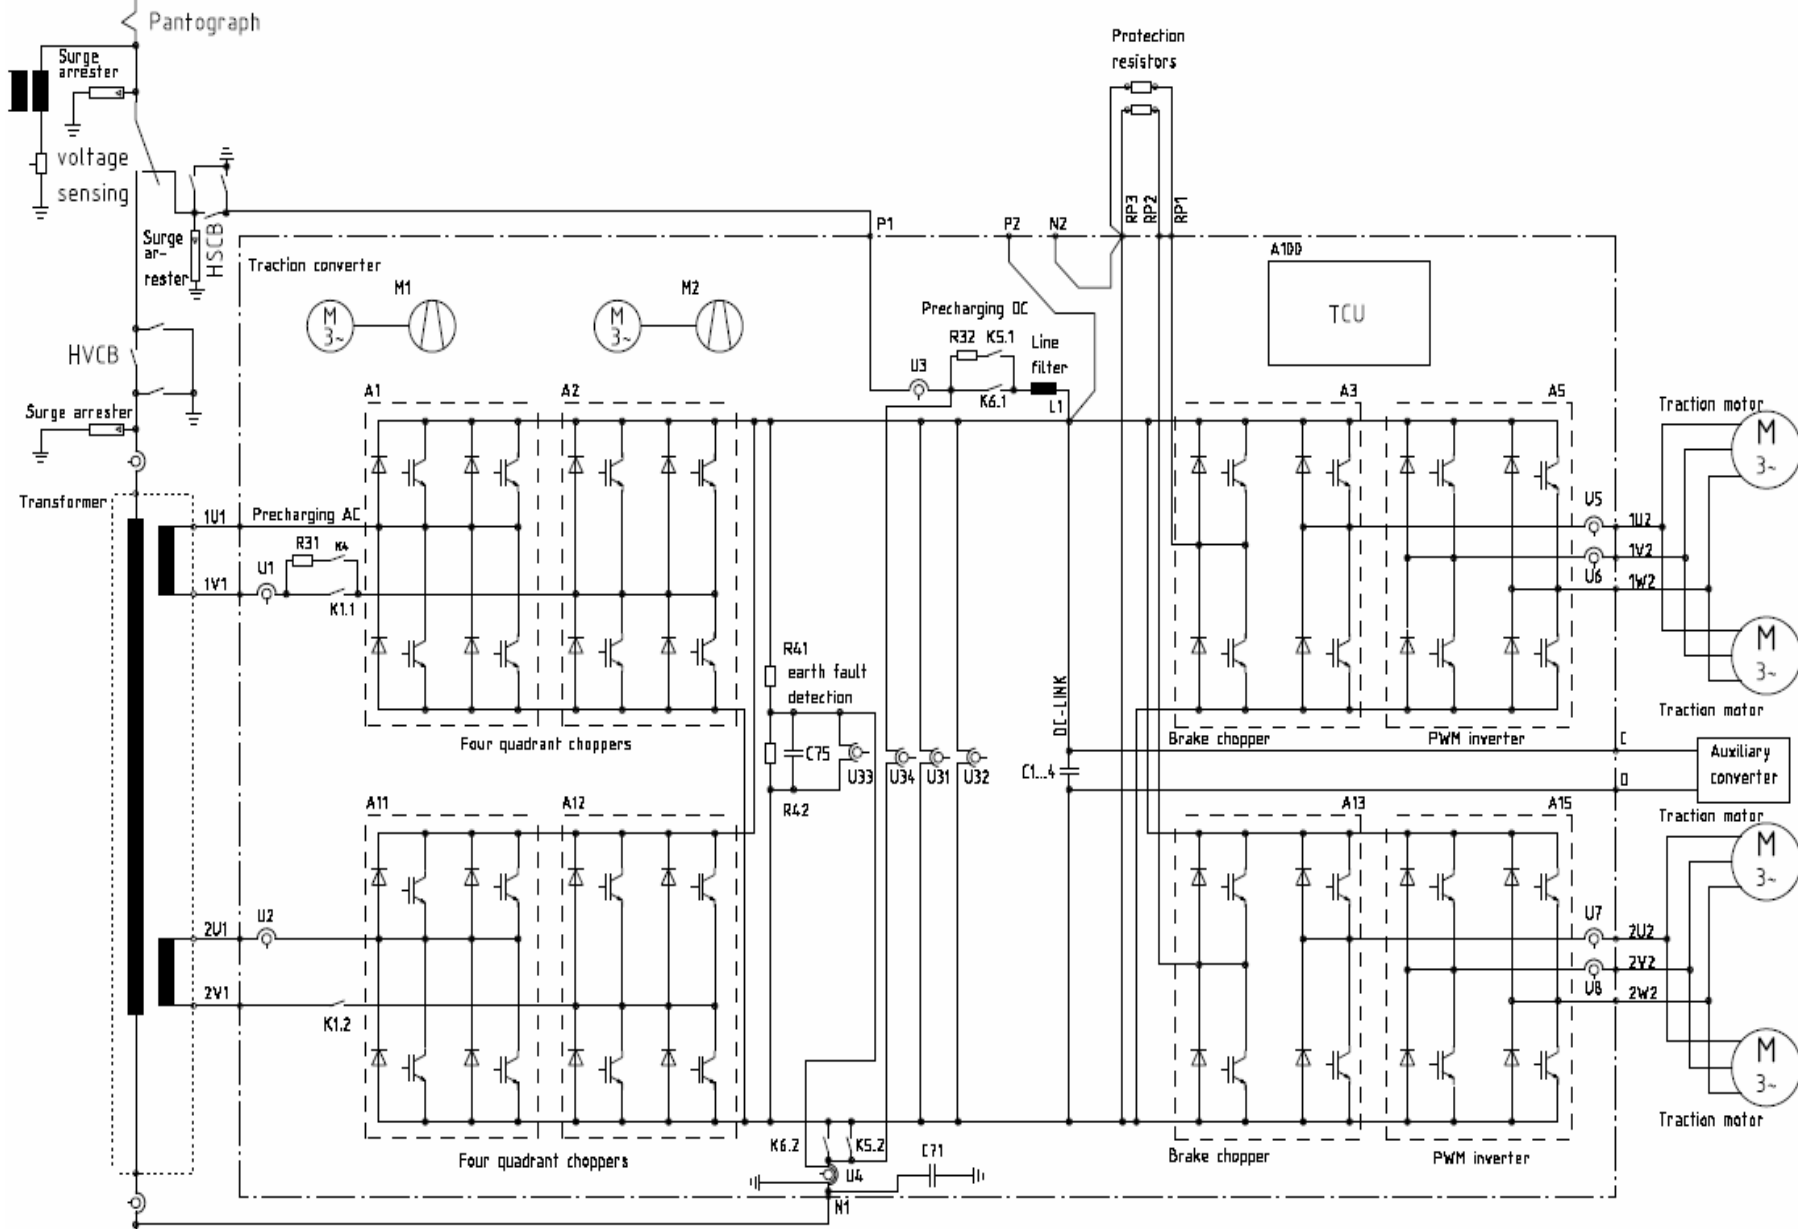 Pantograph
Surge
arrester
voltage
sensing
Surge
ar-
rester
HSCB
HVCB
Surge arrester
Transformer
Protection
resistors
RP3
RP2
RP1
P1
P2
N2
Traction converter
M
3~
M1
M
3~
M2
Precharging DC
R32
K5.1
Line
filter
U3
K6.1
L1
A100
TCU
A1
A2
A3
A5
Traction motor
M
3~
1U1
Precharging AC
R31
K4
U1
1V1
K1.1
U5
1U2
1V2
U6
1W2
M
3~
Traction motor
R41
earth fault
detection
DC-LINK
Four quadrant choppers
C75
U33
U34
U31
U32
R42
C1...4
Brake chopper
PWM inverter
C
D
Auxiliary
converter
A11
A12
A13
A15
Traction motor
M
3~
2U1
U2
2V1
K1.2
U7
2U2
2V2
U8
2W2
M
3~
Traction motor
Four quadrant choppers
K6.2
K5.2
U4
C71
N1
Brake chopper
PWM inverter